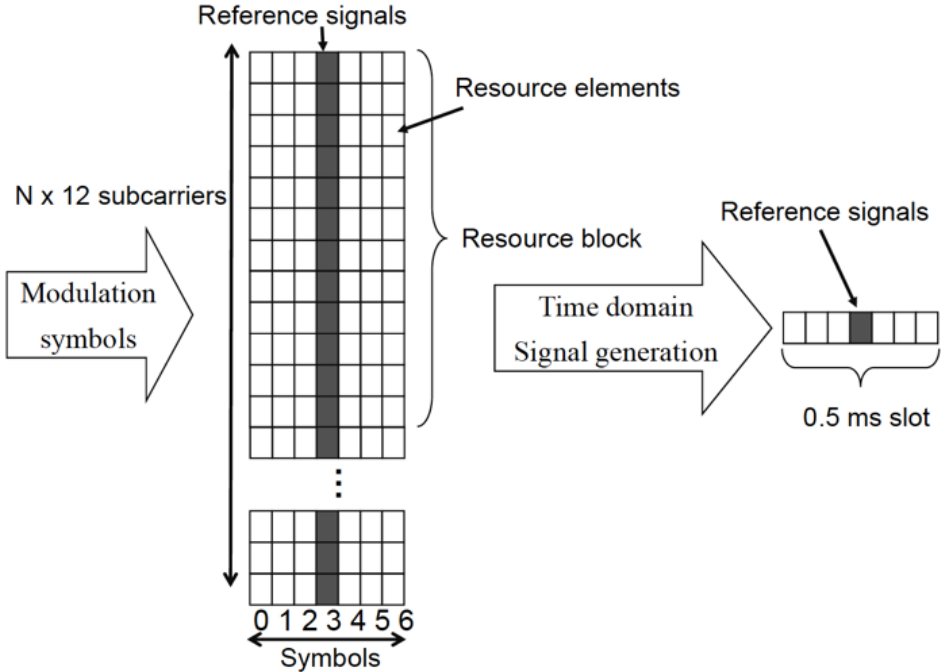 Reference signals
Resource elements
N x 12 subcarriers
Resource block
Modulation
symbols
Time domain
Signal generation
Reference signals
0.5 ms slot
0 1 2 3 4 5 6
Symbols